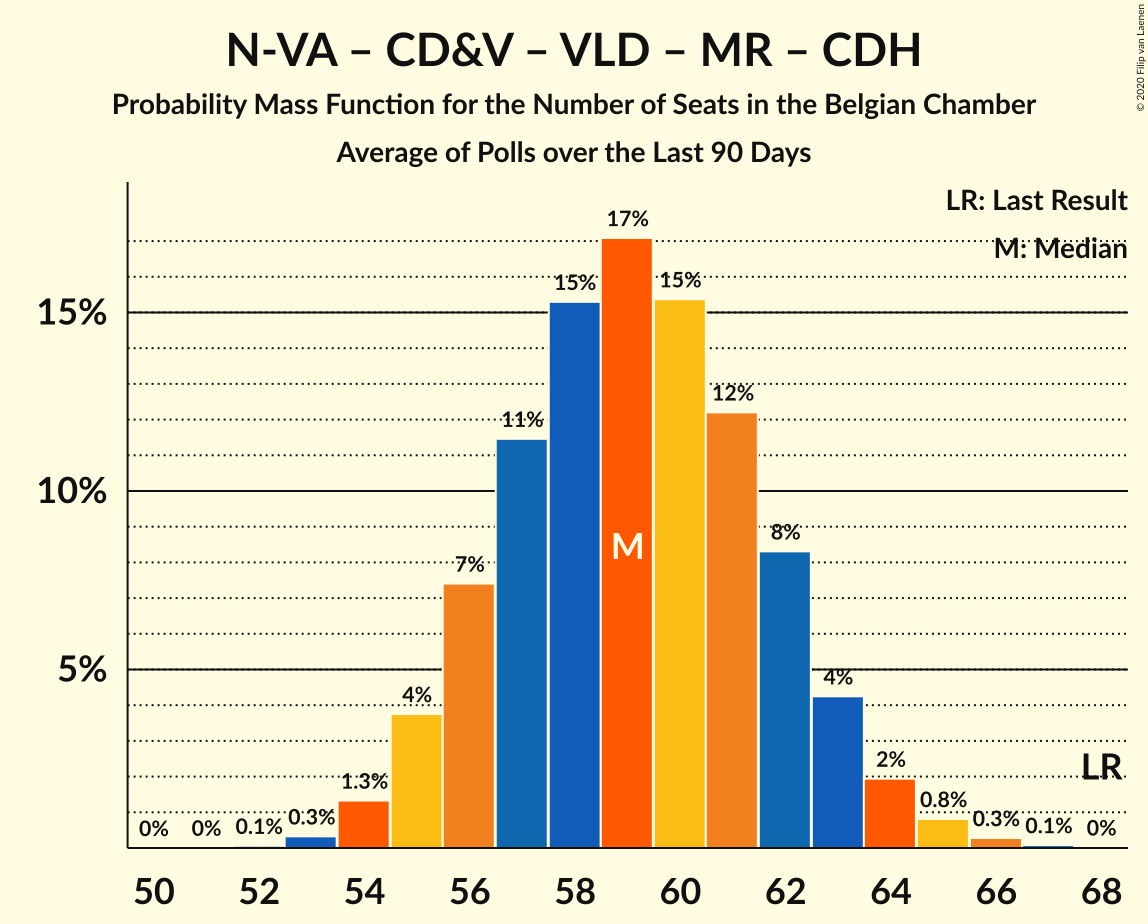 N-VA – CD&V – VLD – MR – CDH
Probability Mass Function for the Number of Seats in the Belgian Chamber
Average of Polls over the Last 90 Days
© 2020 Filip van Laenen
LR: Last Result
M: Median
15%
10%
5%
0%
0%
0.1%
0.3%
1.3%
4%
7%
11%
15%
17%
15%
12%
8%
4%
2%
0.8%
0.3%
0.1%
0%
M
LR
50 52 54 56 58 60 62 64 66 68